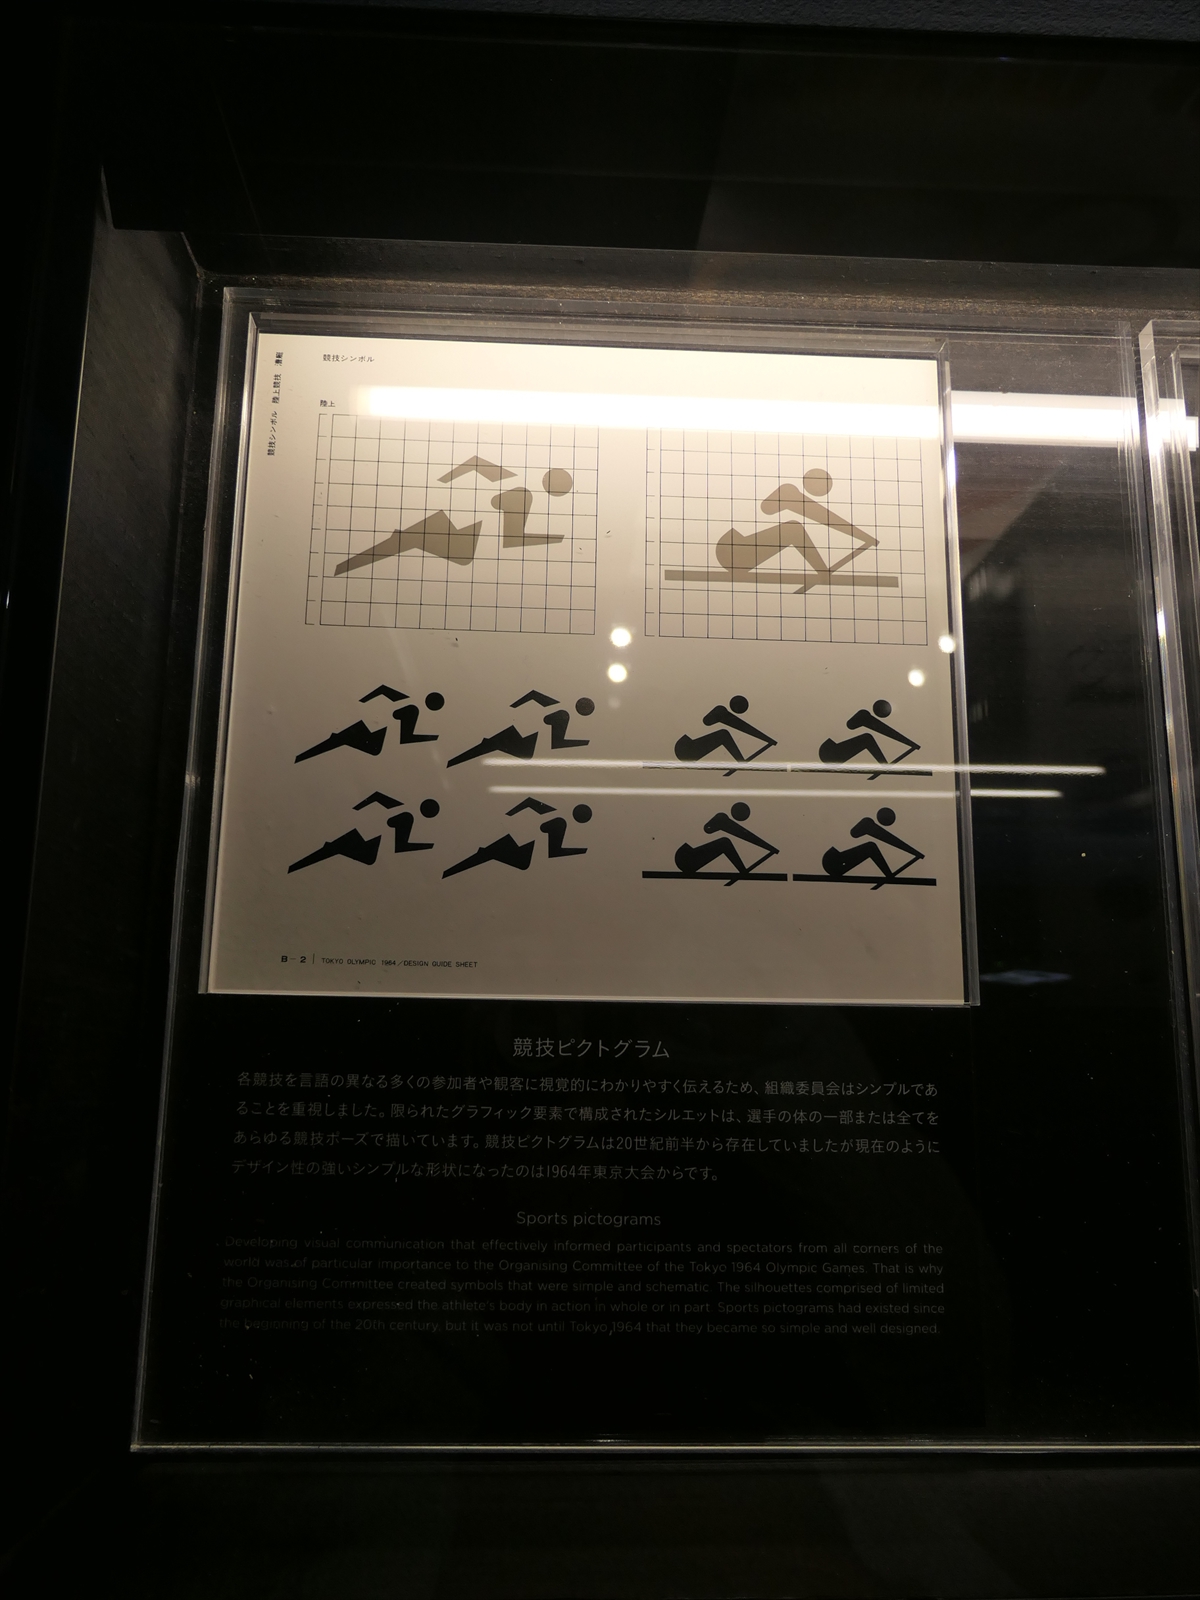 競技シンボル 陸上競技 漕艇
競技シンボル
陸上
B-2 | TOKYO OLYMPIC 1964/DESIGN GUIDE SHEET
競技ピクトグラム
各競技を言語の異なる多くの参加者や観客に視覚的にわかりやすく伝えるため、組織委員会はシンプルであ
ることを重視しました。限られたグラフィック要素で構成されたシルエットは、選手の体の一部または全てを
あらゆる競技ポーズで描いています。競技ピクトグラムは20世紀前半から存在していましたが現在のように
デザイン性の強いシンプルな形状になったのは1964年東京大会からです。
Sports pictograms
Developing visual communication that effectively informed participants and spectators from all corners of the
world was of particular importance to the Organising Committee of the Tokyo 1964 Olympic Games. That is why
the Organising Committee created symbols that were simple and schematic. The silhouettes comprised of limited
graphical elements expressed the athlete's body in action in whole or in part. Sports pictograms had existed since
the beginning of the 20th century, but it was not until Tokyo 1964 that they became so simple and well designed.